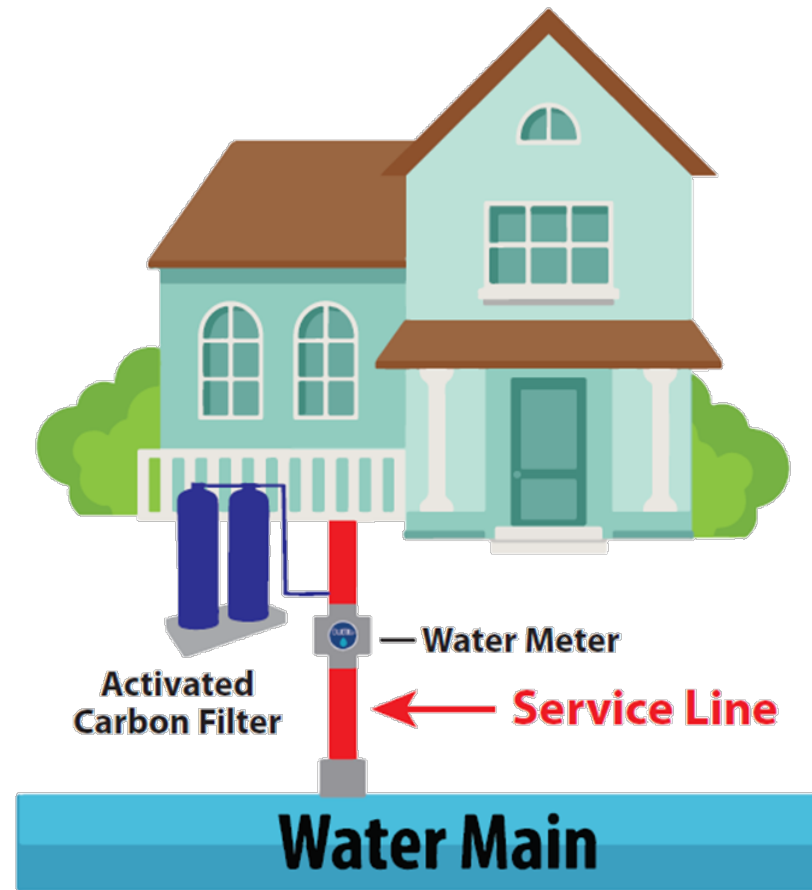 Water Meter
Activated
Carbon Filter
Service Line
Water Main